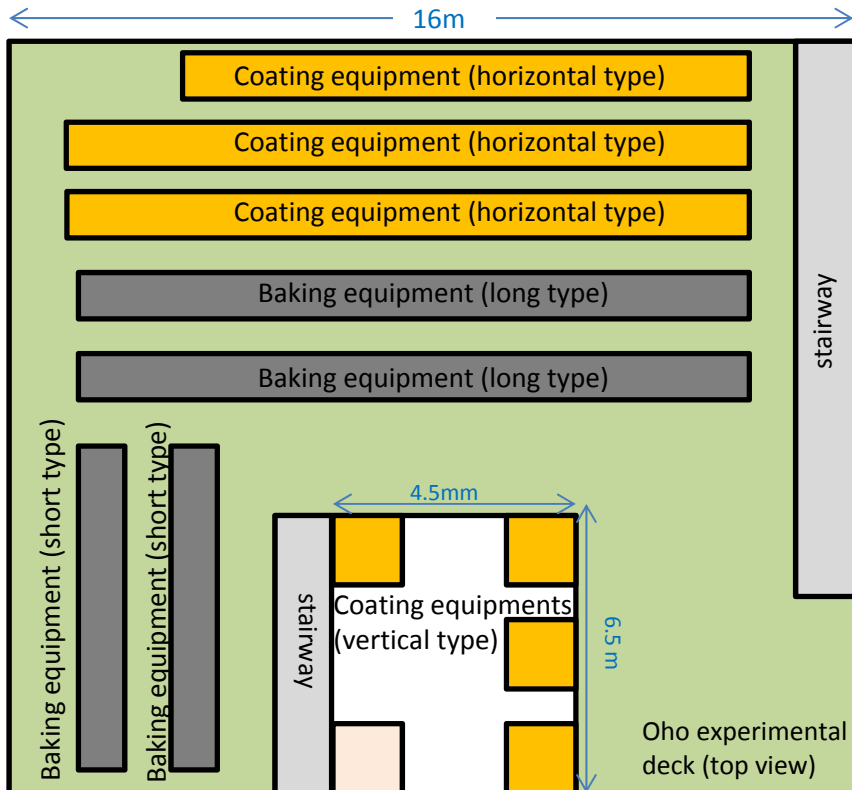 16m
Coating equipment (horizontal type)
Coating equipment (horizontal type)
Coating equipment (horizontal type)
Baking equipment (long type)
Baking equipment (long type)
stairway
Baking equipment (short type)
Baking equipment (short type)
4.5mm
stairway
Coating equipments
(vertical type)
6.5 m
Oho experimental
deck (top view)